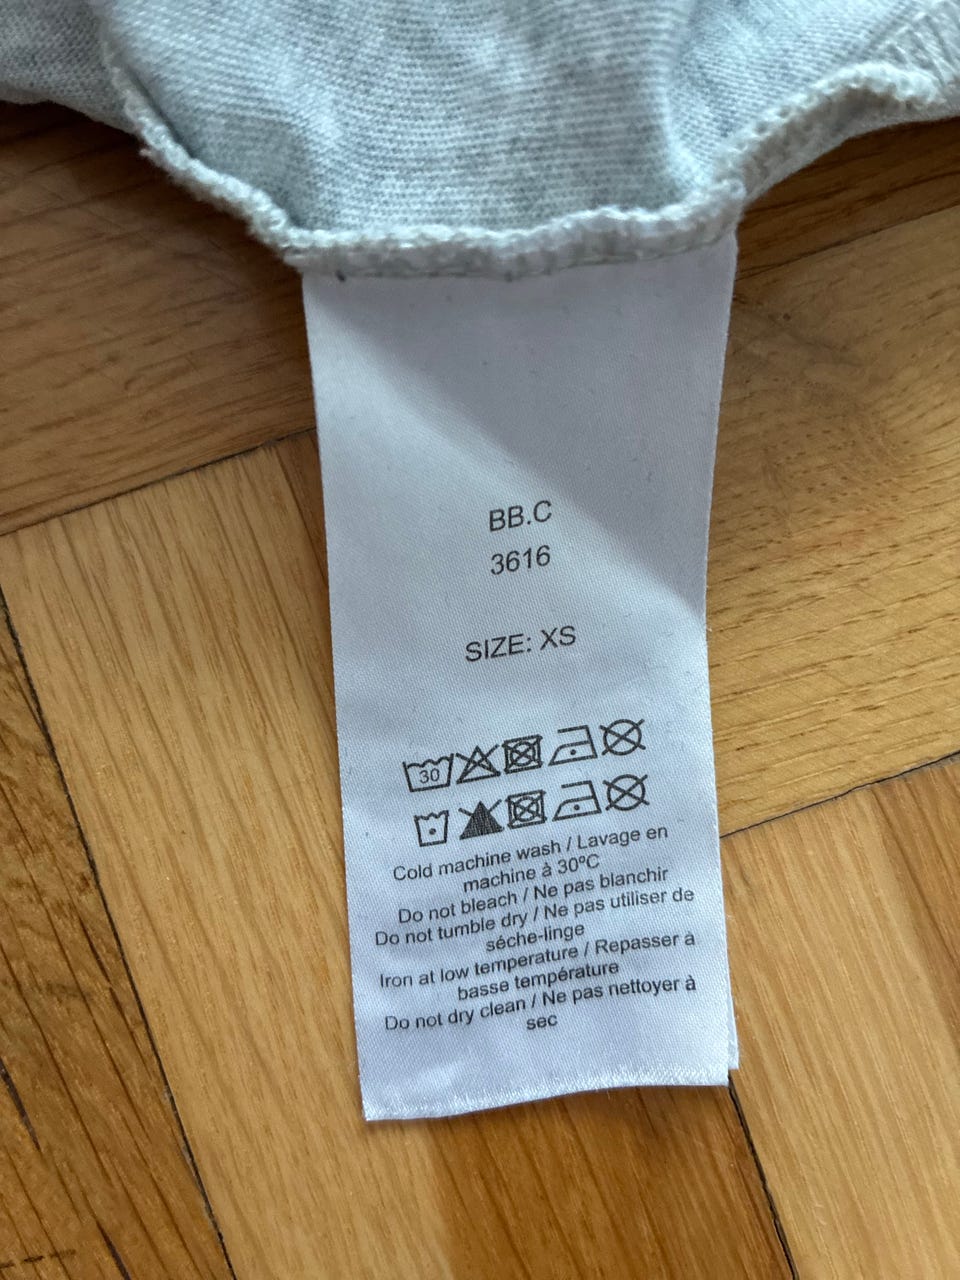 BB.C
3616
SIZE: XS
30
Cold machine wash / Lavage en
machine à 30ºC
Do not bleach / Ne pas blanchir
Do not tumble dry / Ne pas utiliser de
séche-linge
Iron at low temperature / Repasser à
basse température
Do not dry clean / Ne pas nettoyer à
sec